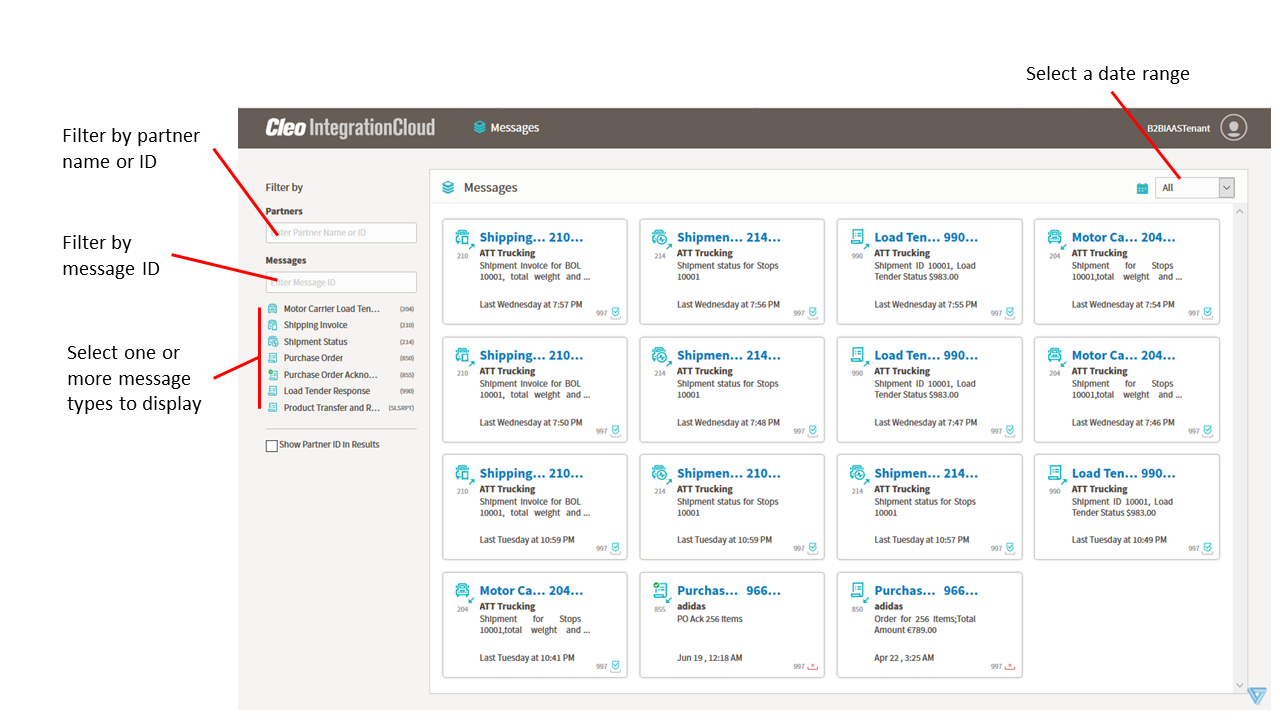 Select a date range
Filter by partner
name or ID
Filter by
message ID
Select one or
more message
types to display
Cleo IntegrationCloud
Messages
B2BIAASTenant
Filter by
Partners
Enter Partner Name or ID
Messages
Enter Message ID
Motor Carrier Load Ten... (204)
Shipping Invoice (210)
Shipment Status (214)
Purchase Order (850)
Purchase Order Ackno... (855)
Load Tender Response (990)
Product Transfer and R... (SLSRPT)
Show Partner ID In Results
Messages
All
Shipping... 210...
210
ATT Trucking
Shipment Invoice for BOL
10001, total weight and ...
Last Wednesday at 7:57 PM
997
Shipmen... 214...
214
ATT Trucking
Shipment status for Stops
10001
Last Wednesday at 7:56 PM
997
Load Ten... 990...
990
ATT Trucking
Shipment ID 10001, Load
Tender Status $983.00
Last Wednesday at 7:55 PM
997
Motor Ca... 204...
204
ATT Trucking
Shipment for Stops
10001,total weight and ...
Last Wednesday at 7:54 PM
997
Shipping... 210...
210
ATT Trucking
Shipment Invoice for BOL
10001, total weight and ...
Last Wednesday at 7:50 PM
997
Shipmen... 214...
214
ATT Trucking
Shipment status for Stops
10001
Last Wednesday at 7:48 PM
997
Load Ten... 990...
990
ATT Trucking
Shipment ID 10001, Load
Tender Status $983.00
Last Wednesday at 7:47 PM
997
Motor Ca... 204...
204
ATT Trucking
Shipment for Stops
10001,total weight and ...
Last Wednesday at 7:46 PM
997
Shipping... 210...
210
ATT Trucking
Shipment Invoice for BOL
10001, total weight and ...
Last Tuesday at 10:59 PM
997
Shipmen... 210...
214
ATT Trucking
Shipment status for Stops
10001
Last Tuesday at 10:59 PM
997
Shipmen... 214...
214
ATT Trucking
Shipment status for Stops
10001
Last Tuesday at 10:57 PM
997
Load Ten... 990...
990
ATT Trucking
Shipment ID 10001, Load
Tender Status $983.00
Last Tuesday at 10:49 PM
997
Motor Ca... 204...
204
ATT Trucking
Shipment for Stops
10001,total weight and ...
Last Tuesday at 10:41 PM
997
Purchas... 966...
855
adidas
PO Ack 256 Items
Jun 19 , 12:18 AM
997
Purchas... 966...
850
adidas
Order for 256 Items;Total
Amount €789.00
Apr 22 , 3:25 AM
997